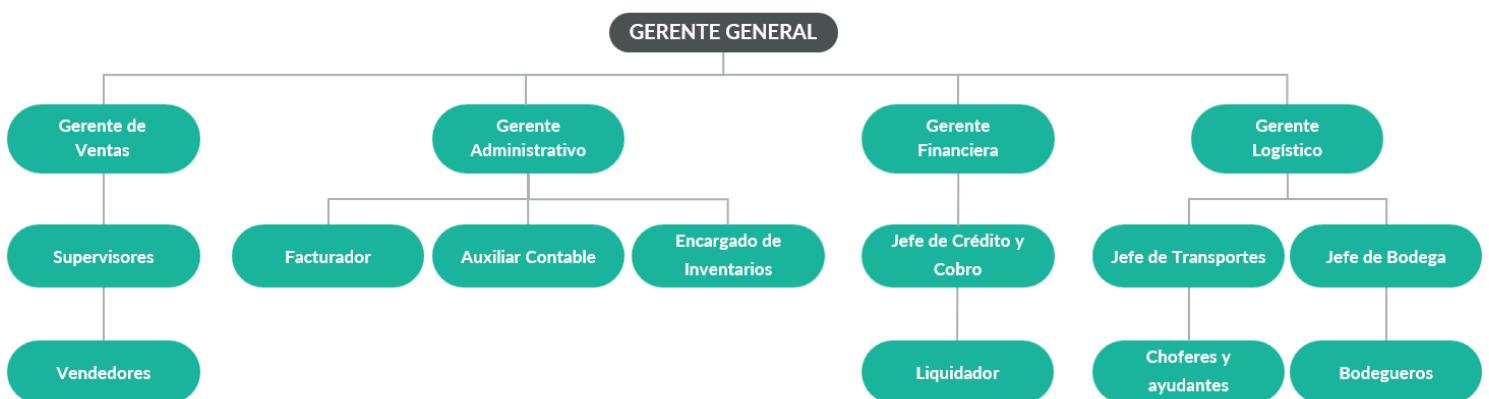 GERENTE GENERAL
Gerente de
Ventas
Gerente
Administrativo
Gerente
Financiera
Gerente
Logístico
Supervisores
Facturador
Auxiliar Contable
Encargado de
Inventarios
Jefe de Crédito y
Cobro
Jefe de Transportes
Jefe de Bodega
Vendedores
Liquidador
Choferes y
ayudantes
Bodegueros